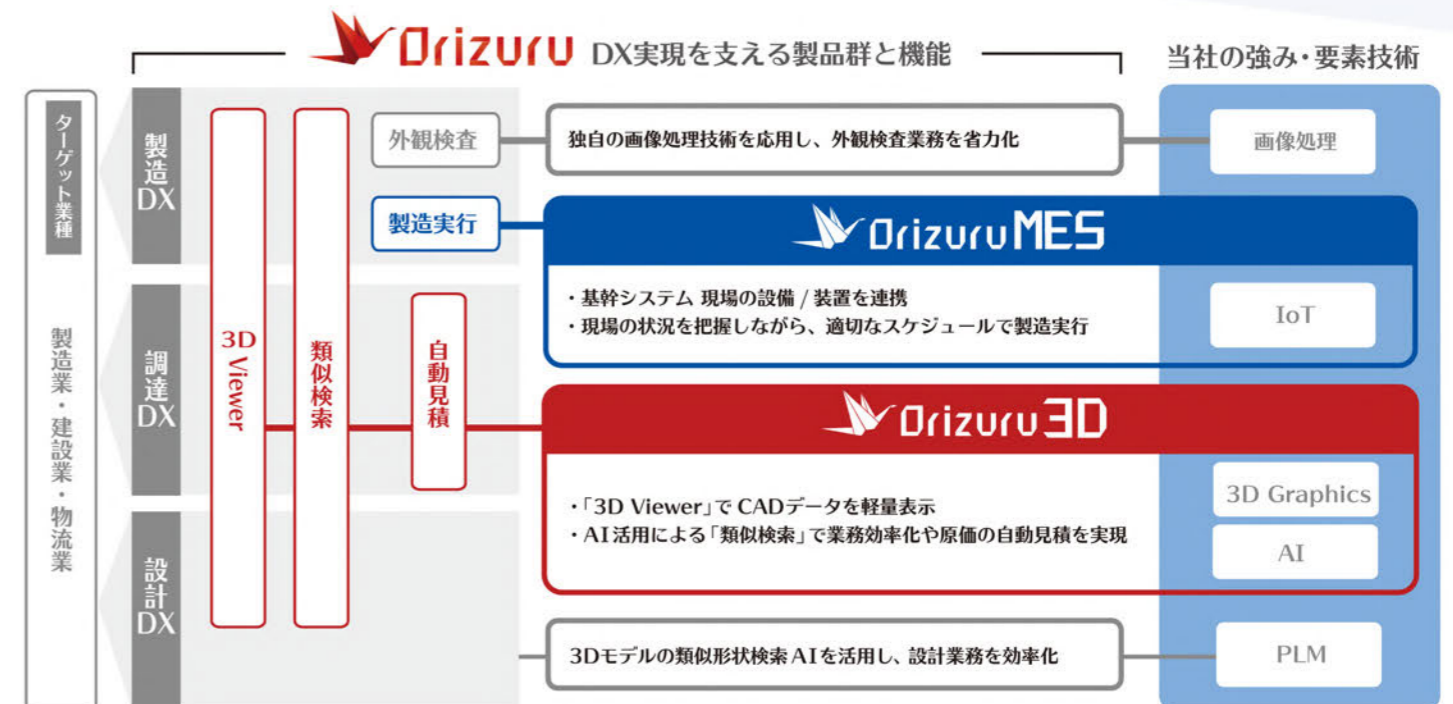 Orizuru DX実現を支える製品群と機能
当社の強み・要素技術
ターゲット業種
製造業・建設業・物流業
製造DX
調達DX
設計DX
3D Viewer
類似検索
自動見積
外観検査
独自の画像処理技術を応用し、外観検査業務を省力化
画像処理
製造実行
OrizuruMES
・基幹システム 現場の設備 / 装置を連携
・現場の状況を把握しながら、適切なスケジュールで製造実行
IoT
Orizuru3D
・「3D Viewer」で CADデータを軽量表示
・AI活用による「類似検索」で業務効率化や原価の自動見積を実現
3D Graphics
AI
3Dモデルの類似形状検索AIを活用し、設計業務を効率化
PLM